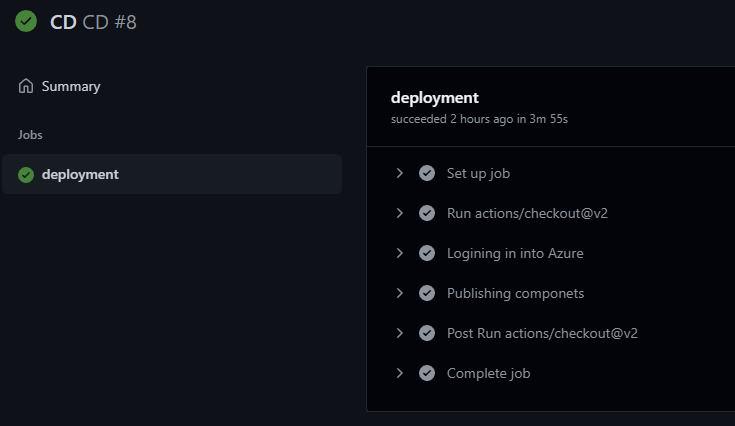 CD CD #8
Summary
Jobs
deployment
deployment
succeeded 2 hours ago in 3m 55s
Set up job
Run actions/checkout@v2
Logining in into Azure
Publishing componets
Post Run actions/checkout@v2
Complete job